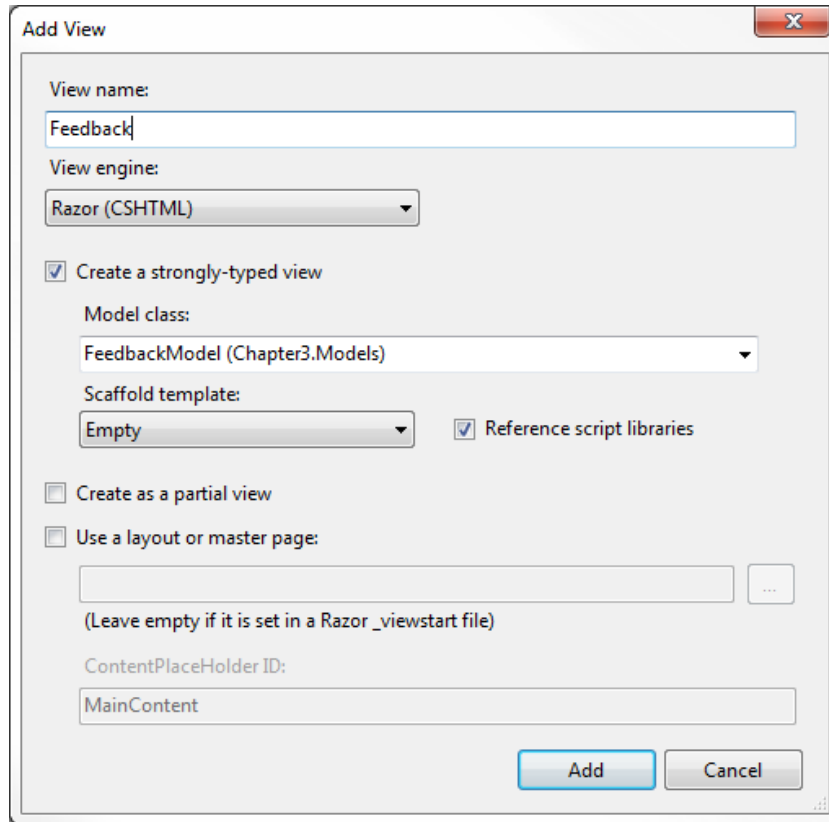 Add View
View name:
Feedback
View engine:
Razor (CSHTML)
Create a strongly-typed view
Model class:
FeedbackModel (Chapter3.Models)
Scaffold template:
Empty
Reference script libraries
Create as a partial view
Use a layout or master page:
...
(Leave empty if it is set in a Razor _viewstart file)
ContentPlaceHolder ID:
MainContent
Add Cancel